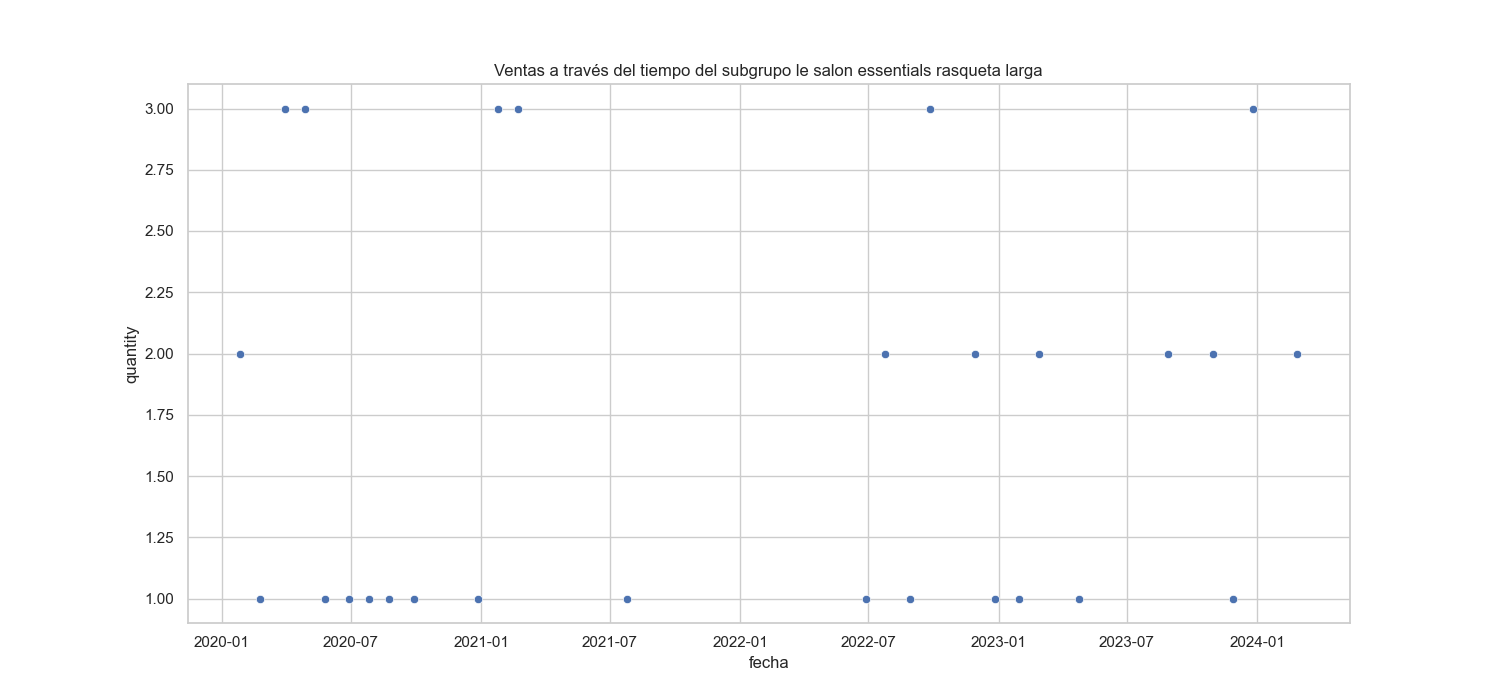 Ventas a través del tiempo del subgrupo le salon essentials rasqueta larga
3.00
2.75
2.50
2.25
2.00
1.75
1.50
1.25
1.00
quantity
2020-01 2020-07 2021-01 2021-07 2022-01 2022-07 2023-01 2023-07 2024-01
fecha